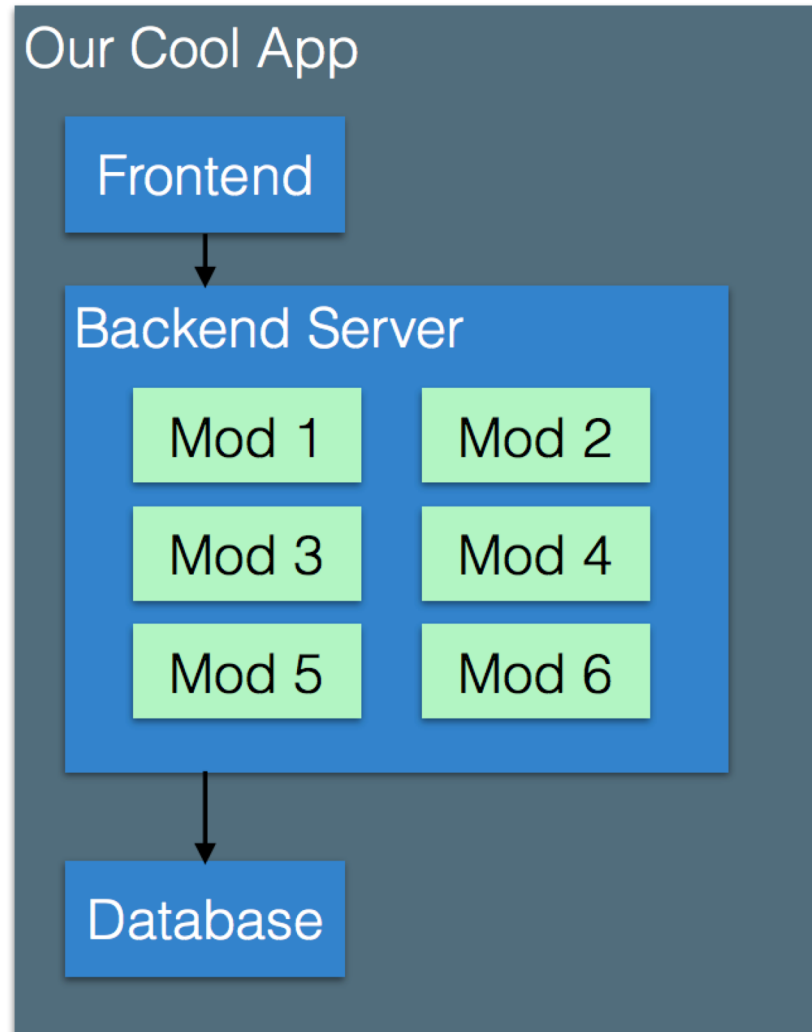 Our Cool App
Frontend
Backend Server
Mod 1
Mod 2
Mod 3
Mod 4
Mod 5
Mod 6
Database